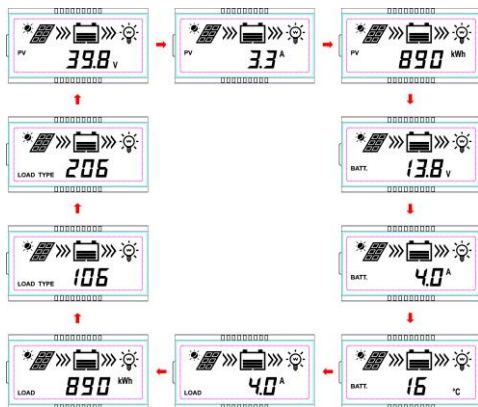 PV 39.8 V
PV 3.3 A
PV 890 kWh
LOAD TYPE 206
BATT. 13.8 V
LOAD TYPE 106
BATT. 4.0 A
LOAD 890 kWh
LOAD 4.0 A
BATT. 16 °C